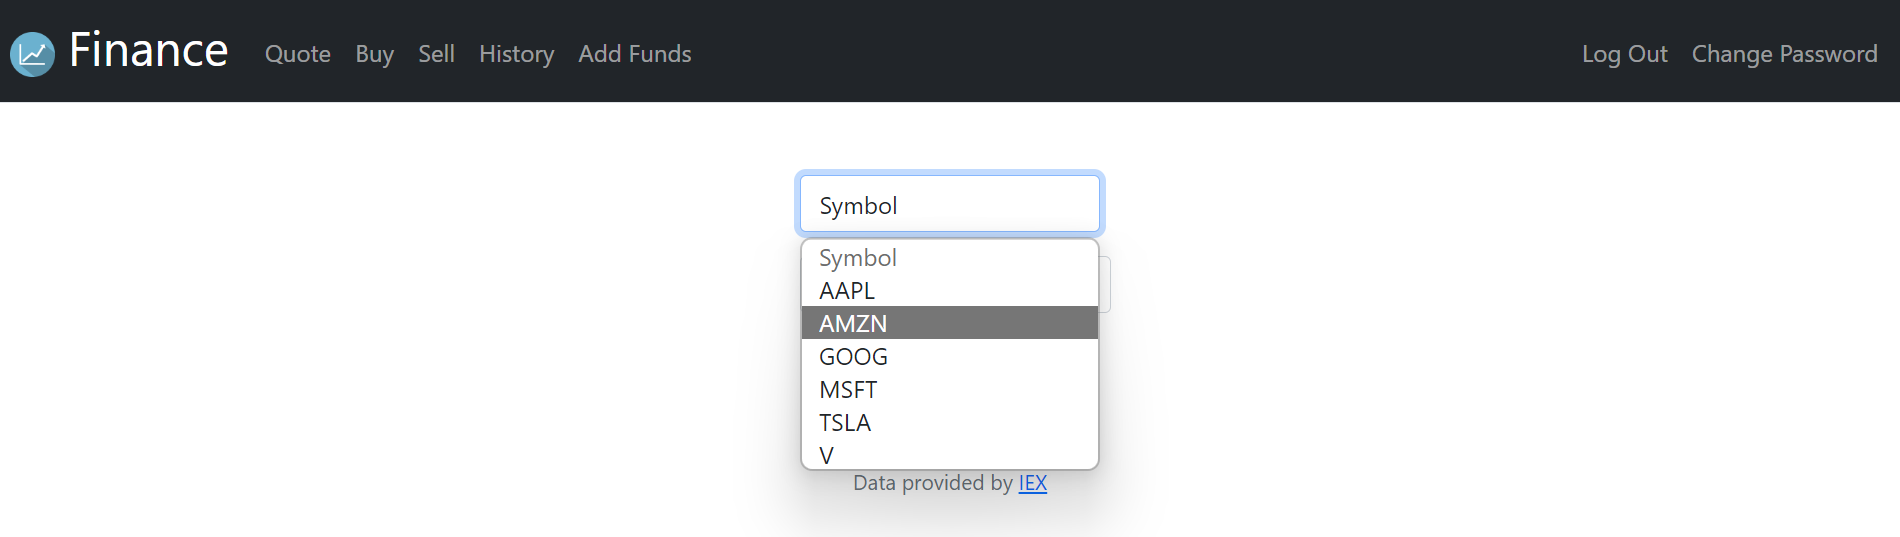 Finance Quote Buy Sell History Add Funds Log Out Change Password
Symbol
Symbol
AAPL
AMZN
GOOG
MSFT
TSLA
V
Data provided by IEX